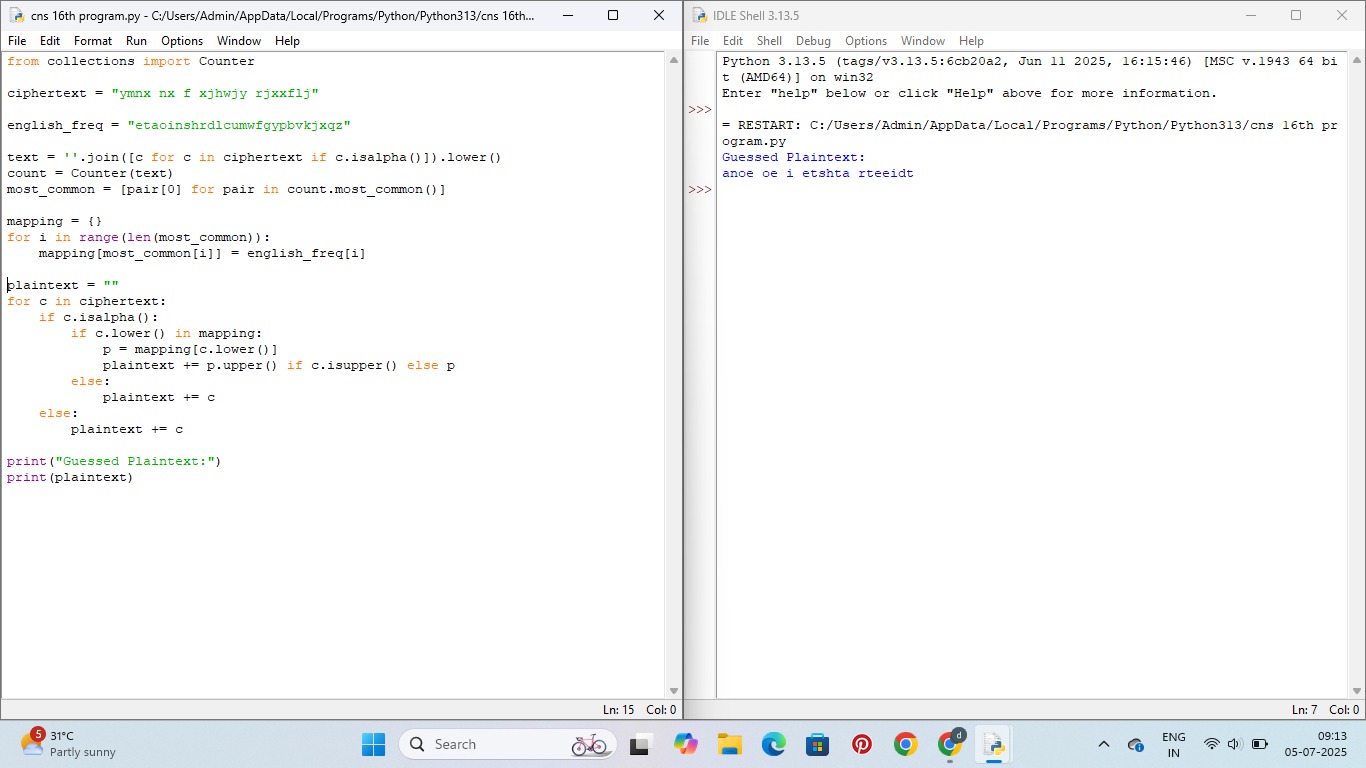 cns 16th program.py - C:/Users/Admin/AppData/Local/Programs/Python/Python313/cns 16th...
File Edit Format Run Options Window Help
from collections import Counter
ciphertext = "ymnx nx f xjhwjy rjxxflj"
english_freq = "etaoinshrdlcumwfgypbvkjxqz"
text = ''.join([c for c in ciphertext if c.isalpha()]).lower()
count = Counter(text)
most_common = [pair[0] for pair in count.most_common()]
mapping = {}
for i in range(len(most_common)):
    mapping[most_common[i]] = english_freq[i]
plaintext = ""
for c in ciphertext:
    if c.isalpha():
        if c.lower() in mapping:
            p = mapping[c.lower()]
            plaintext += p.upper() if c.isupper() else p
        else:
            plaintext += c
    else:
        plaintext += c
print("Guessed Plaintext:")
print(plaintext)
Ln: 15 Col: 0
IDLE Shell 3.13.5
File Edit Shell Debug Options Window Help
Python 3.13.5 (tags/v3.13.5:6cb20a2, Jun 11 2025, 16:15:46) [MSC v.1943 64 bi
t (AMD64)] on win32
Enter "help" below or click "Help" above for more information.
>>>
= RESTART: C:/Users/Admin/AppData/Local/Programs/Python/Python313/cns 16th pr
ogram.py
Guessed Plaintext:
anoe oe i etshta rteeidt
>>>
Ln: 7 Col: 0
5
31°C
Partly sunny
Search
d
ENG
IN
09:13
05-07-2025